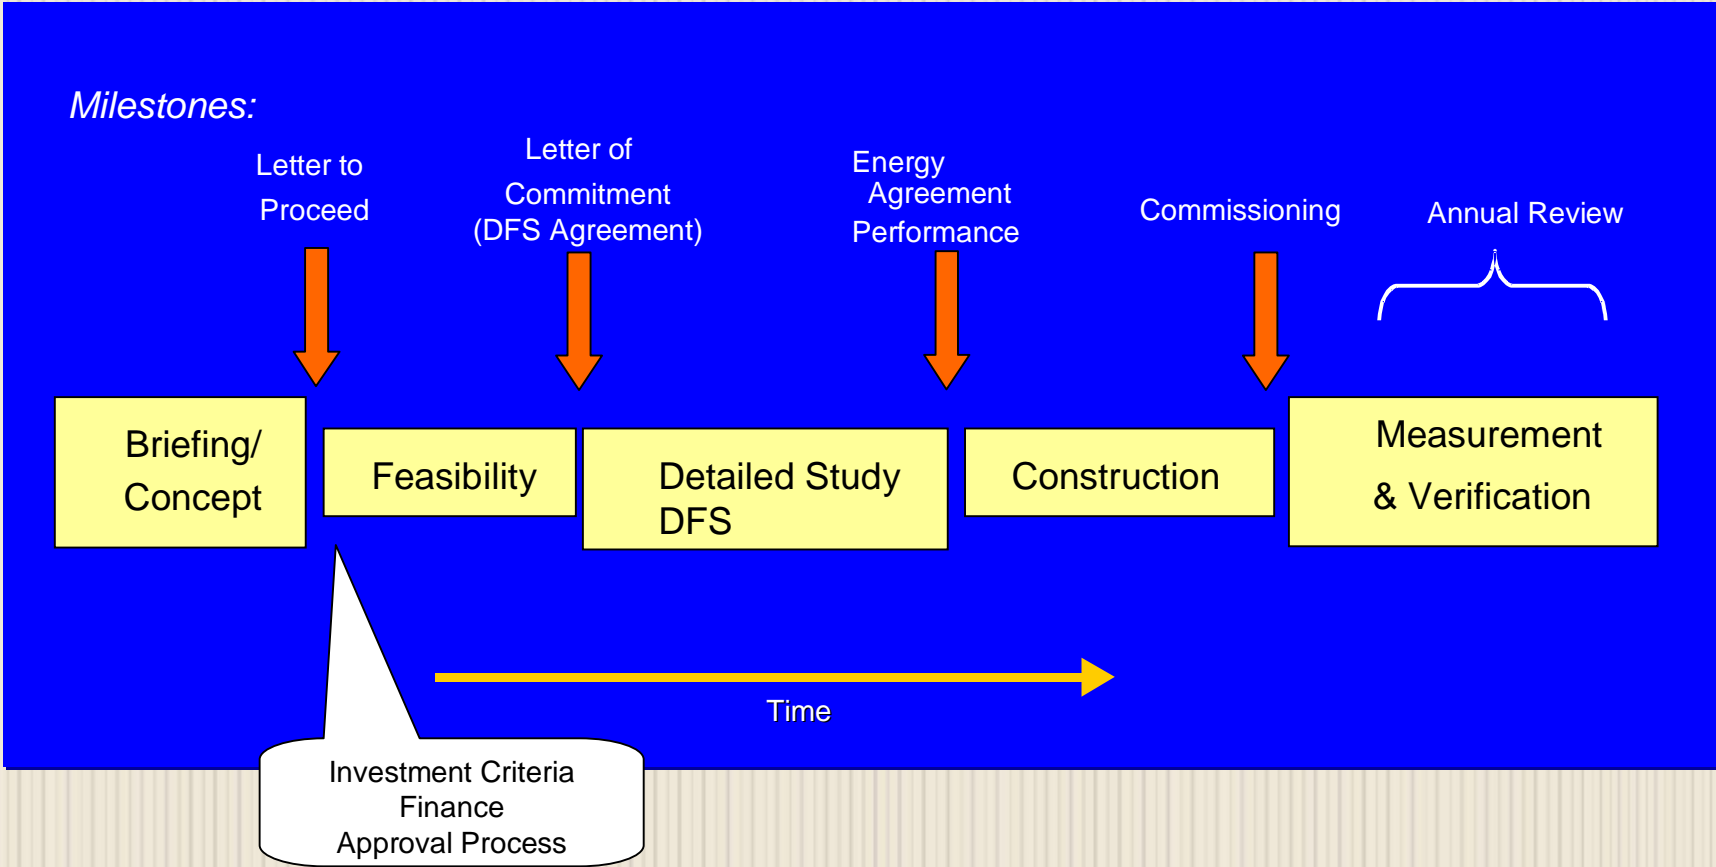 Milestones:
Letter to
Proceed
Letter of
Commitment
(DFS Agreement)
Energy
Agreement
Performance
Commissioning
Annual Review
Briefing/
Concept
Feasibility
Detailed Study
DFS
Construction
Measurement
& Verification
Time
Investment Criteria
Finance
Approval Process